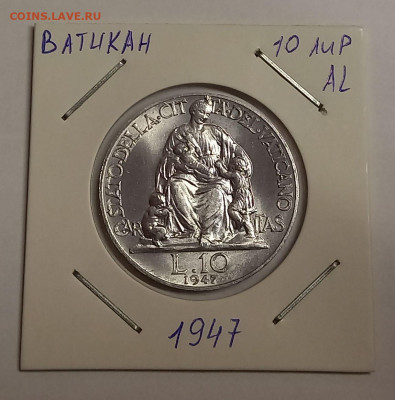 COINS.LAVE.RU
ВАТИКАН
10 ЛИР
AL
STATO·DELLA·CITTA·DEL·VATICANO
CARITAS
L.10
1947
1947